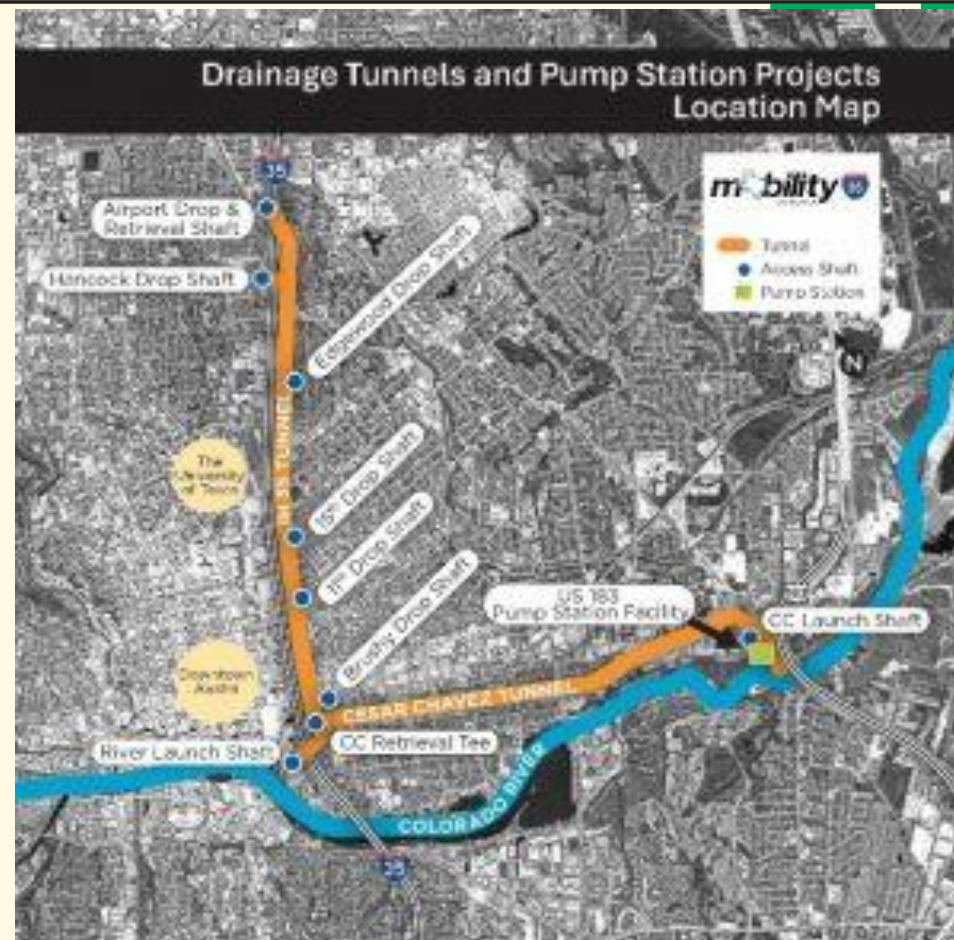 Drainage Tunnels and Pump Station Projects
Location Map
35
mobility 35
Tunnel
Access Shaft
Pump Station
Airport Drop &
Retrieval Shaft
Hancock Drop Shaft
Edgewood Drop Shaft
TUNNEL
The
University
of Texas
15th Drop Shaft
11th Drop Shaft
Brushy Drop Shaft
US 183
Pump Station Facility
CC Launch Shaft
Downtown
Austin
CESAR CHAVEZ TUNNEL
CC Retrieval Tee
River Launch Shaft
COLORADO RIVER
35